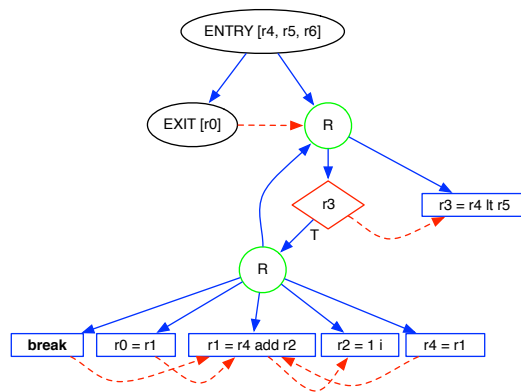 ENTRY [r4, r5, r6]
EXIT [r0]
R
r3
r3 = r4 lt r5
T
R
break
r0 = r1
r1 = r4 add r2
r2 = 1 i
r4 = r1